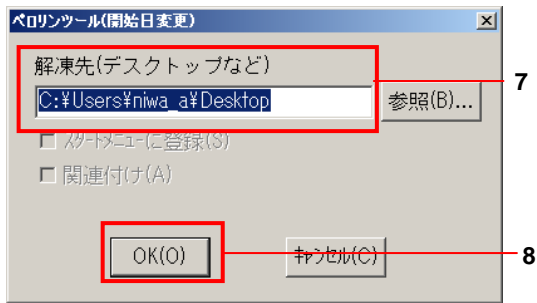 ペロリンツール(開始日変更)
解凍先(デスクトップなど)
7
C:¥Users¥niwa_a¥Desktop
参照(B)...
スタートメニューに登録(S)
関連付け(A)
OK(O)
キャンセル(C)
8